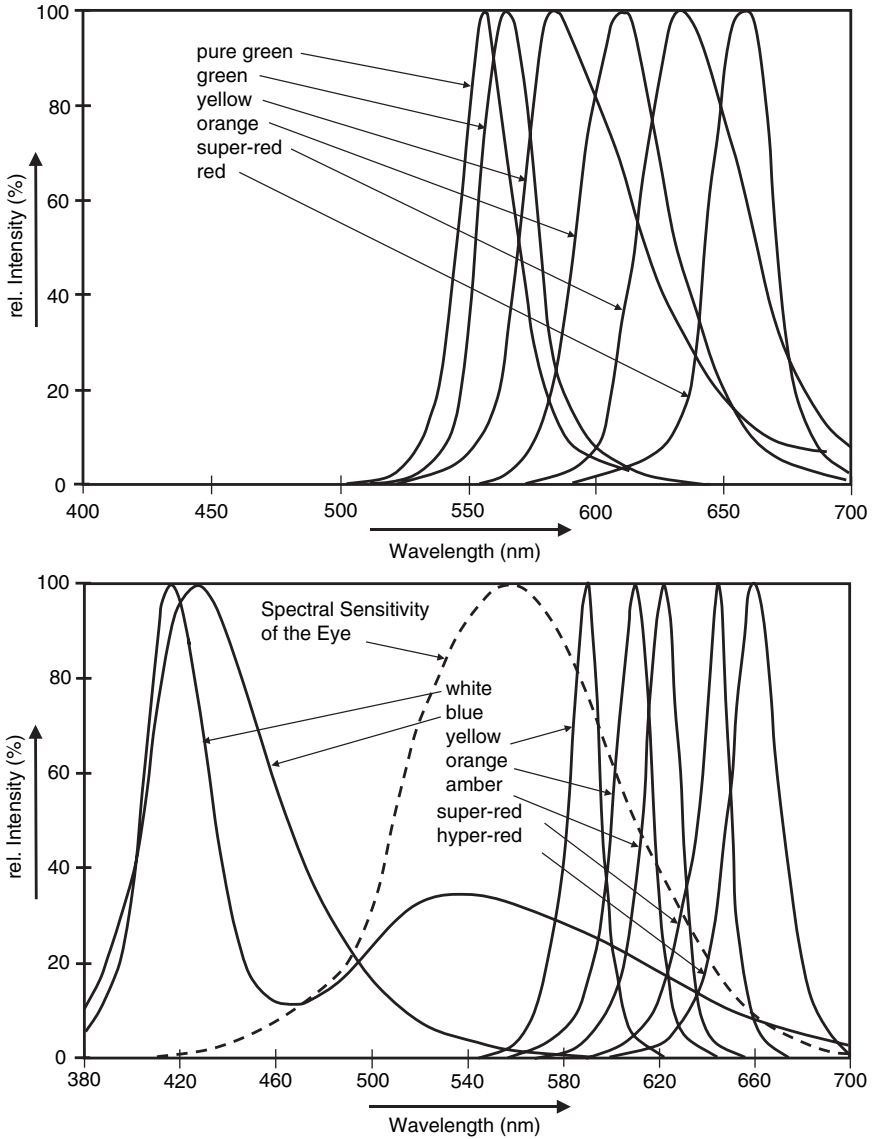 100
80
60
40
20
0
rel. Intensity (%)
pure green
green
yellow
orange
super-red
red
400 450 500 550 600 650 700
Wavelength (nm)
100
80
60
40
20
0
rel. Intensity (%)
Spectral Sensitivity
of the Eye
white
blue
yellow
orange
amber
super-red
hyper-red
380 420 460 500 540 580 620 660 700
Wavelength (nm)